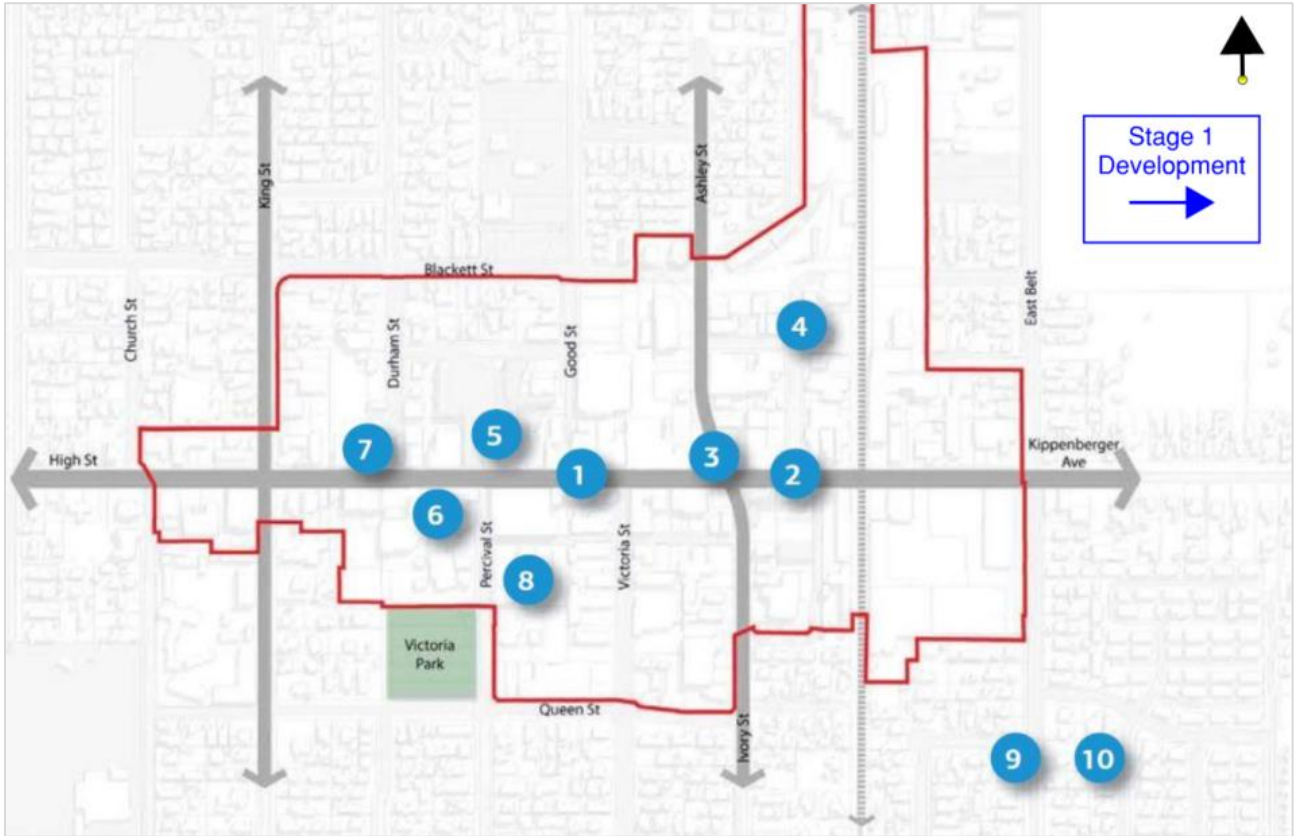 Stage 1
Development
King St
Ashley St
Blackett St
Church St
Durham St
Good St
East Belt
4
7
5
High St
1
3
2
Kippenberger
Ave
6
Percival St
8
Victoria St
Victoria
Park
Queen St
Ivory St
9
10